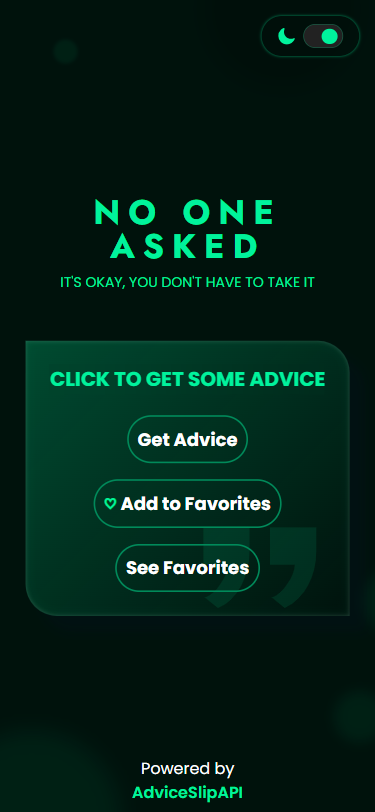 NO ONE
ASKED
IT'S OKAY, YOU DON'T HAVE TO TAKE IT
CLICK TO GET SOME ADVICE
Get Advice
Add to Favorites
See Favorites
Powered by
AdviceSlipAPI